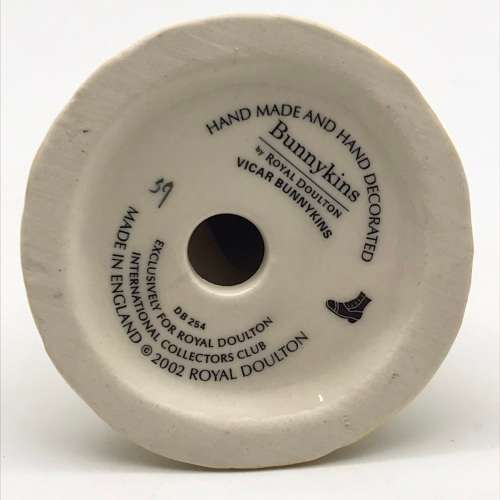 HAND MADE AND HAND DECORATED
Bunnykins
by ROYAL DOULTON
VICAR BUNNYKINS
39
DB 254
EXCLUSIVELY FOR ROYAL DOULTON
INTERNATIONAL COLLECTORS CLUB
MADE IN ENGLAND © 2002 ROYAL DOULTON